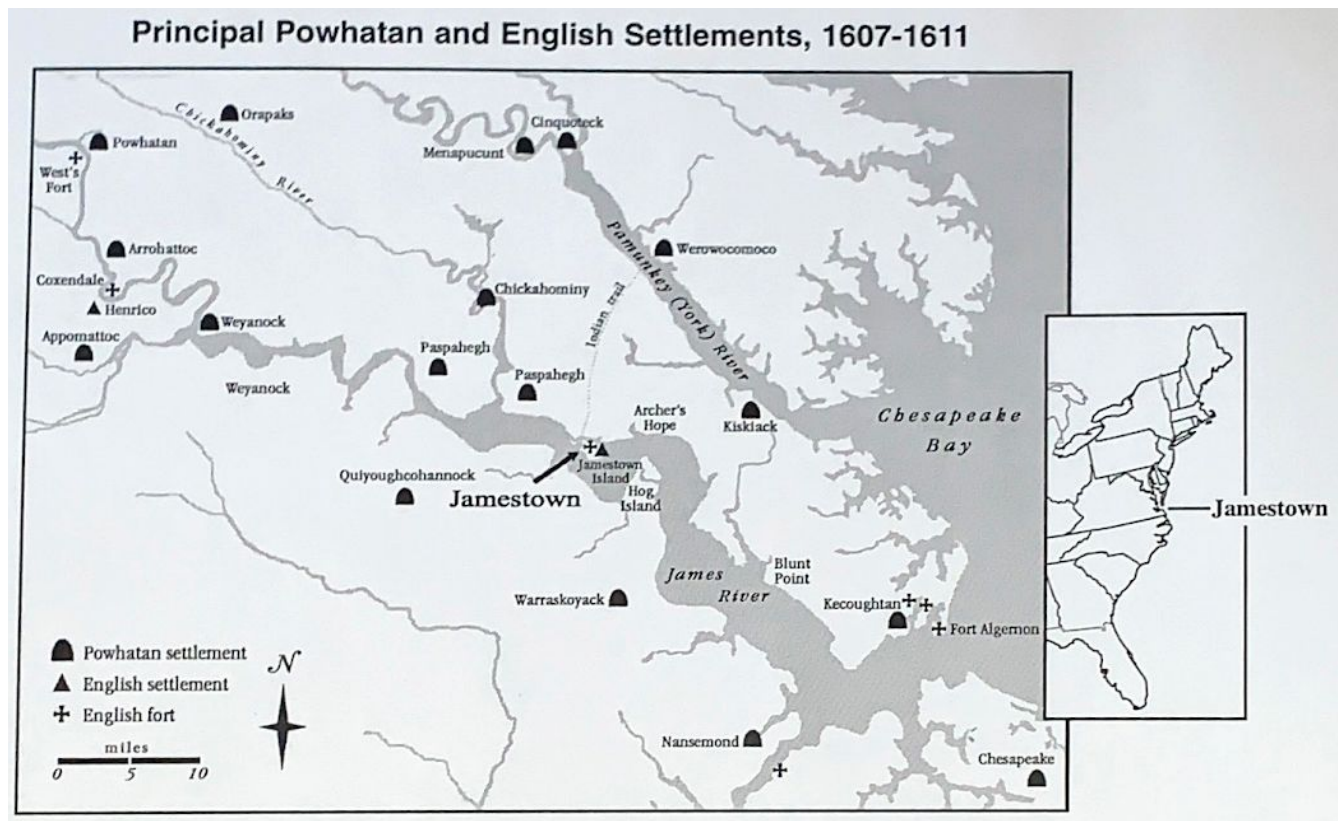 Principal Powhatan and English Settlements, 1607-1611
Chickahominy River
Orapaks
Powhatan
West's
Fort
Cinquoteck
Menapucunt
Pamunkey (York) River
Werowocomoco
Arrohattoc
Coxendale
Henrico
Appomattoc
Weyanock
Weyanock
Chickahominy
Indian trail
Paspahegh
Paspahegh
Archer's
Hope
Kiskiack
Chesapeake
Bay
Quiyoughcohannock
Jamestown
Island
Jamestown
Hog
Island
Jamestown
James
River
Blunt
Point
Warraskoyack
Kecoughtan
Fort Algernon
Powhatan settlement
English settlement
English fort
N
miles
0 5 10
Nansemond
Chesapeake